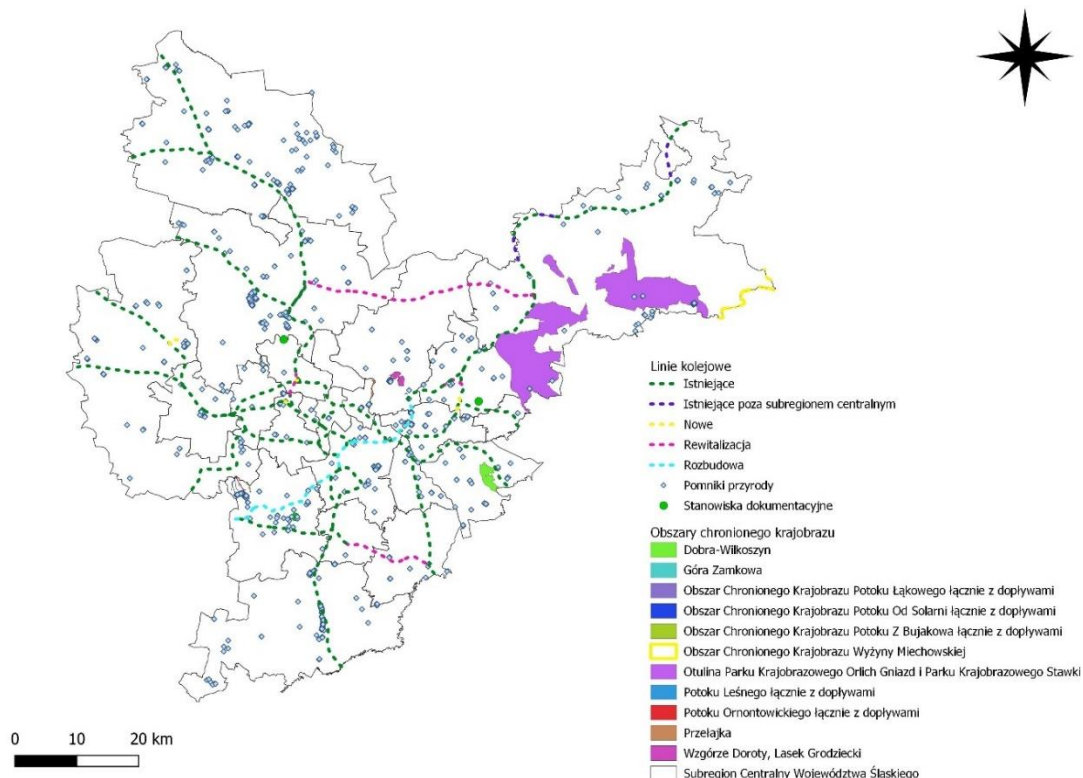 Linie kolejowe
Istniejące
Istniejące poza subregionem centralnym
Nowe
Rewitalizacja
Rozbudowa
Pomniki przyrody
Stanowiska dokumentacyjne
Obszary chronionego krajobrazu
Dobra-Wilkoszyn
Góra Zamkowa
Obszar Chronionego Krajobrazu Potoku Łąkowego łącznie z dopływami
Obszar Chronionego Krajobrazu Potoku Od Solarni łącznie z dopływami
Obszar Chronionego Krajobrazu Potoku Z Bujakowa łącznie z dopływami
Obszar Chronionego Krajobrazu Wyżyny Miechowskiej
Otulina Parku Krajobrazowego Orlich Gniazd i Parku Krajobrazowego Stawki
Potoku Leśnego łącznie z dopływami
Potoku Ornontowickiego łącznie z dopływami
Przełajka
Wzgórze Doroty, Lasek Grodziecki
Subregion Centralny Województwa Śląskiego
0 10 20 km